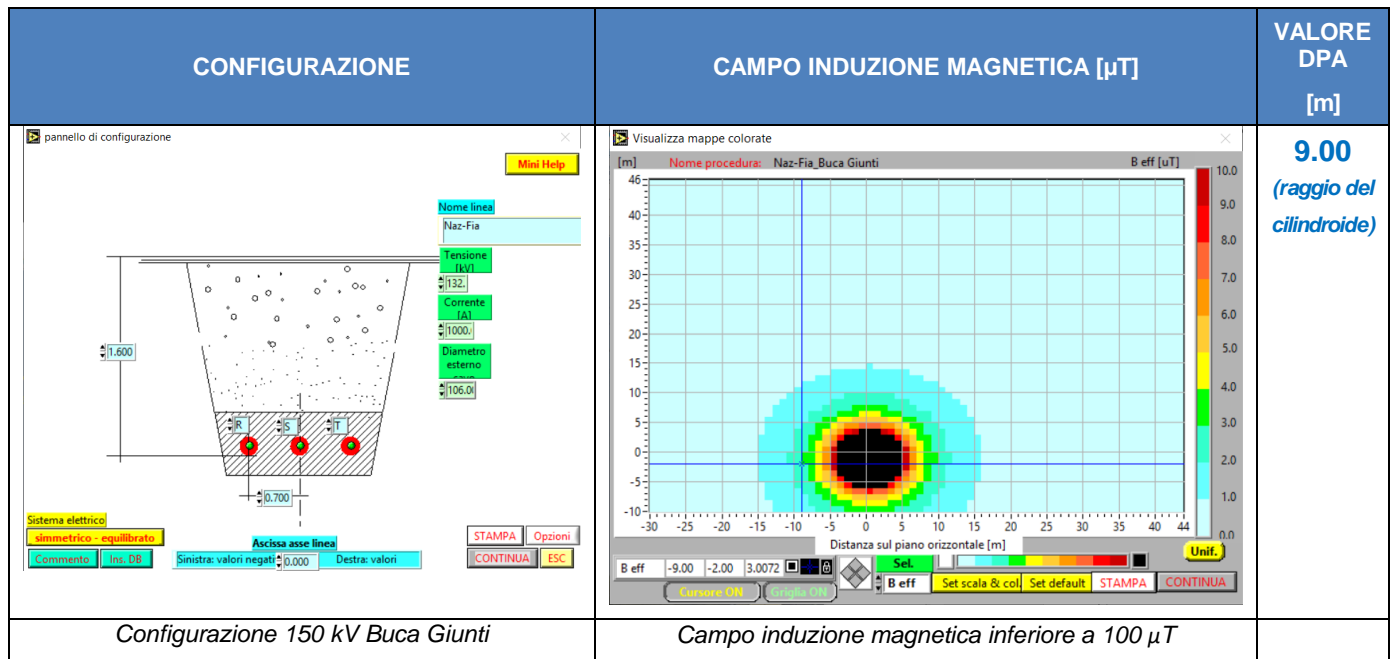 CONFIGURAZIONE
CAMPO INDUZIONE MAGNETICA [µT]
VALORE
DPA
[m]
pannello di configurazione
Mini Help
Nome linea
Naz-Fia
Tensione
[kV]
132.
Corrente
[A]
1000.
Diametro
esterno
106.0
1.600
R
S
T
0.700
Sistema elettrico
simmetrico - equilibrato
Commento
Ins. DB
Ascissa asse linea
Sinistra: valori negati
0.000
Destra: valori
STAMPA
Opzioni
CONTINUA
ESC
Visualizza mappe colorate
[m]
Nome procedura:
Naz-Fia_Buca Giunti
B eff [uT]
46
40
35
30
25
20
15
10
5
0
-5
-10
-30 -25 -20 -15 -10 -5 0 5 10 15 20 25 30 35 40 44
Distanza sul piano orizzontale [m]
10.0
9.0
8.0
7.0
6.0
5.0
4.0
3.0
2.0
1.0
0.0
Unif.
B eff
-9.00
-2.00
3.0072
Sel.
B eff
Set scala & col.
Set default
STAMPA
CONTINUA
Cursore ON
Griglia ON
9.00
(raggio del
cilindroide)
Configurazione 150 kV Buca Giunti
Campo induzione magnetica inferiore a 100 µT